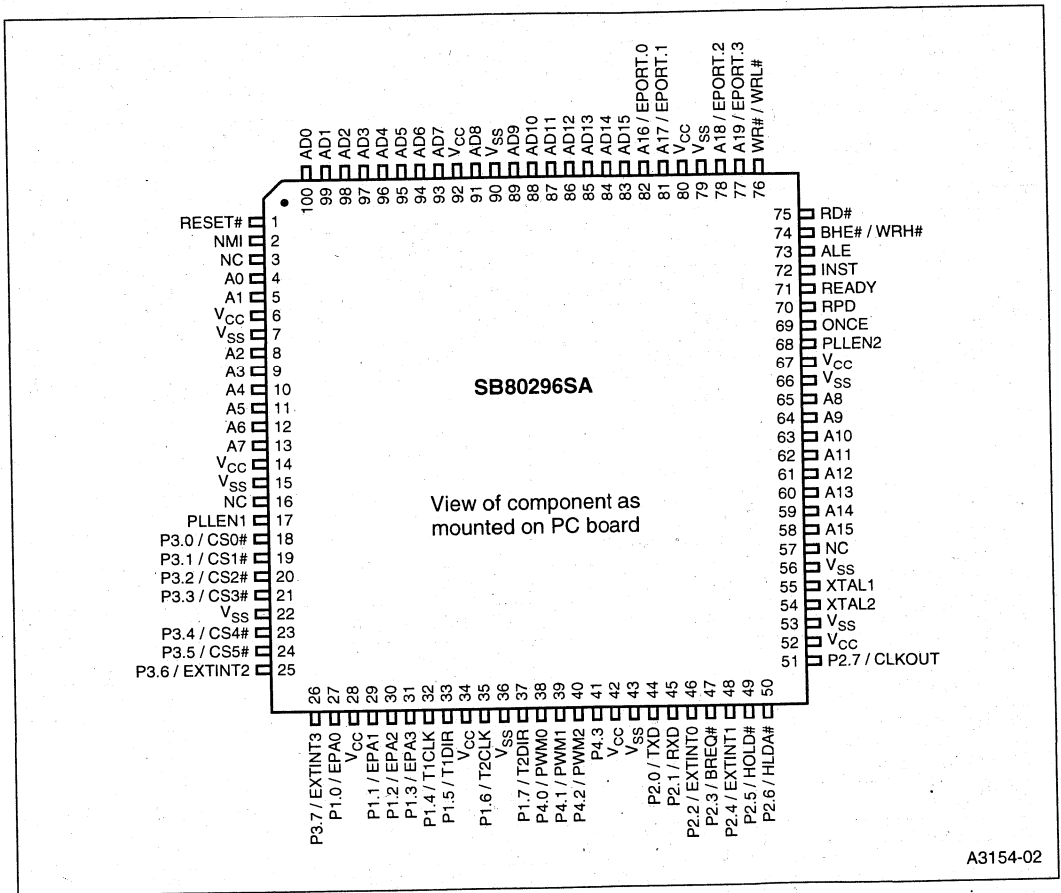 100 AD0
99 AD1
98 AD2
97 AD3
96 AD4
95 AD5
94 AD6
93 AD7
92 VCC
91 AD8
90 VSS
89 AD9
88 AD10
87 AD11
86 AD12
85 AD13
84 AD14
83 AD15
82 A16 / EPORT.0
81 A17 / EPORT.1
80 VCC
79 VSS
78 A18 / EPORT.2
77 A19 / EPORT.3
76 WR# / WRL#
RESET# 1
NMI 2
NC 3
A0 4
A1 5
VCC 6
VSS 7
A2 8
A3 9
A4 10
A5 11
A6 12
A7 13
VCC 14
VSS 15
NC 16
PLLEN1 17
P3.0 / CS0# 18
P3.1 / CS1# 19
P3.2 / CS2# 20
P3.3 / CS3# 21
VSS 22
P3.4 / CS4# 23
P3.5 / CS5# 24
P3.6 / EXTINT2 25
SB80296SA
View of component as
mounted on PC board
75 RD#
74 BHE# / WRH#
73 ALE
72 INST
71 READY
70 RPD
69 ONCE
68 PLLEN2
67 VCC
66 VSS
65 A8
64 A9
63 A10
62 A11
61 A12
60 A13
59 A14
58 A15
57 NC
56 VSS
55 XTAL1
54 XTAL2
53 VSS
52 VCC
51 P2.7 / CLKOUT
26 P3.7 / EXTINT3
27 P1.0 / EPA0
28 VCC
29 P1.1 / EPA1
30 P1.2 / EPA2
31 P1.3 / EPA3
32 P1.4 / T1CLK
33 P1.5 / T1DIR
34 VCC
35 P1.6 / T2CLK
36 VSS
37 P1.7 / T2DIR
38 P4.0 / PWM0
39 P4.1 / PWM1
40 P4.2 / PWM2
41 P4.3
42 VCC
43 VSS
44 P2.0 / TXD
45 P2.1 / RXD
46 P2.2 / EXTINT0
47 P2.3 / BREQ#
48 P2.4 / EXTINT1
49 P2.5 / HOLD#
50 P2.6 / HLDA#
A3154-02